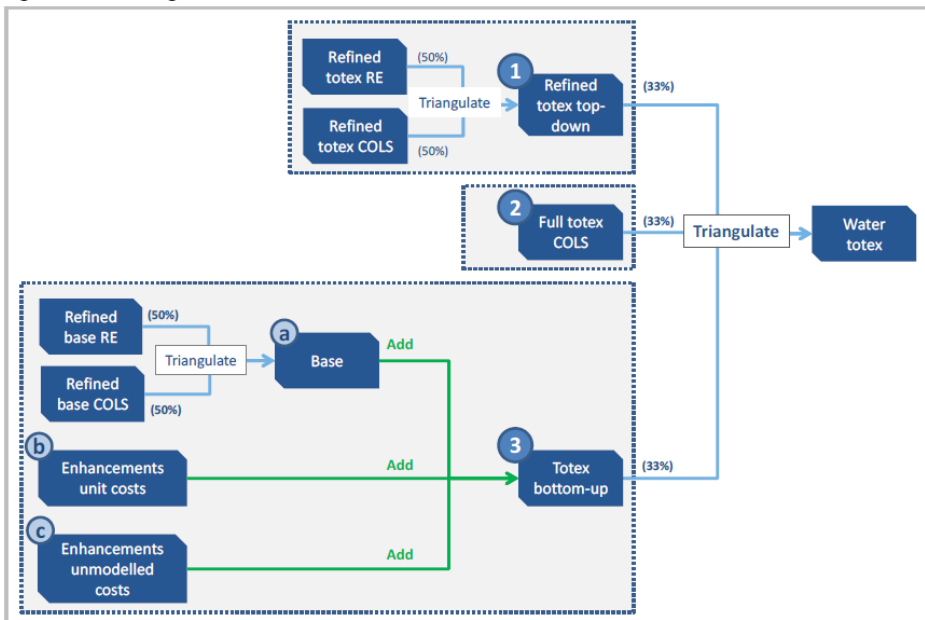 Refined
totex RE
(50%)
Triangulate
Refined
totex COLS
(50%)
1
Refined
totex top-
down
(33%)
2
Full totex
COLS
(33%)
Triangulate
Water
totex
Refined
base RE
(50%)
Triangulate
Refined
base COLS
(50%)
a
Base
Add
b
Enhancements
unit costs
Add
3
Totex
bottom-up
(33%)
c
Enhancements
unmodelled
costs
Add